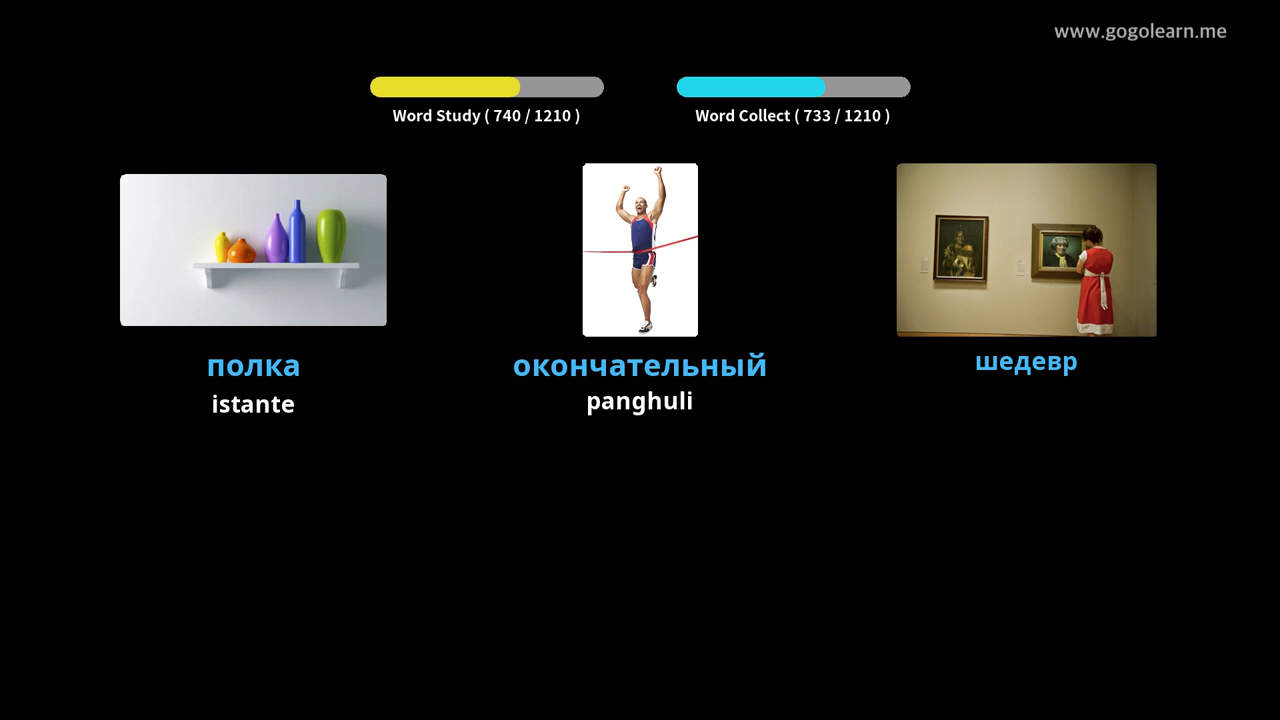 www.gogolearn.me
Word Study ( 740 / 1210 )
Word Collect ( 733 / 1210 )
полка
istante
окончательный
panghuli
шедевр